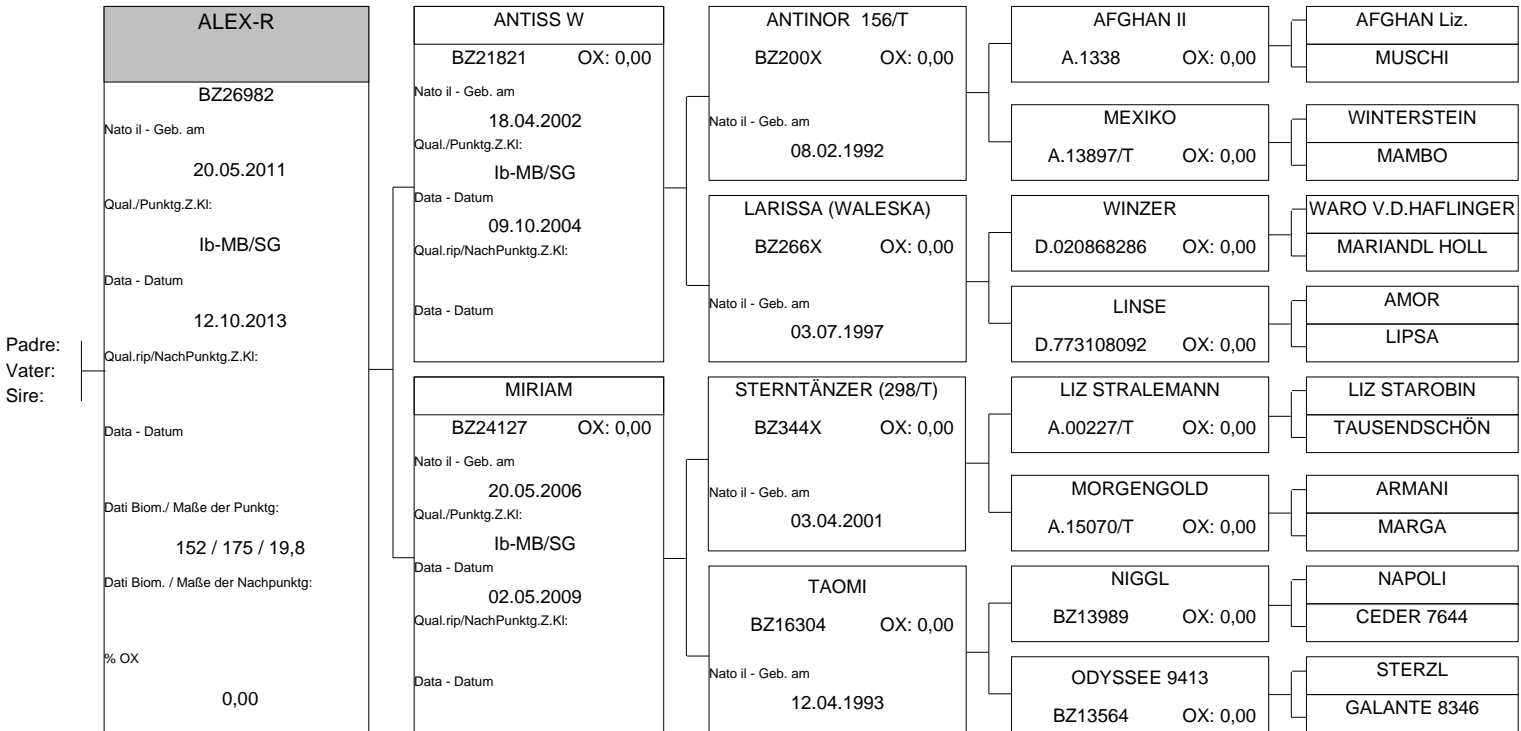 Padre:
Vater:
Sire:
ALEX-R
BZ26982
Nato il - Geb. am
20.05.2011
Qual./Punktg.Z.Kl:
Ib-MB/SG
Data - Datum
12.10.2013
Qual.rip/NachPunktg.Z.Kl:
Data - Datum
Dati Biom./ Maße der Punktg:
152 / 175 / 19,8
Dati Biom. / Maße der Nachpunktg:
% OX
0,00
ANTISS W
BZ21821 OX: 0,00
Nato il - Geb. am
18.04.2002
Qual./Punktg.Z.Kl:
Ib-MB/SG
Data - Datum
09.10.2004
Qual.rip/NachPunktg.Z.Kl:
Data - Datum
MIRIAM
BZ24127 OX: 0,00
Nato il - Geb. am
20.05.2006
Qual./Punktg.Z.Kl:
Ib-MB/SG
Data - Datum
02.05.2009
Qual.rip/NachPunktg.Z.Kl:
Data - Datum
ANTINOR 156/T
BZ200X OX: 0,00
Nato il - Geb. am
08.02.1992
LARISSA (WALESKA)
BZ266X OX: 0,00
Nato il - Geb. am
03.07.1997
STERNTÄNZER (298/T)
BZ344X OX: 0,00
Nato il - Geb. am
03.04.2001
TAOMI
BZ16304 OX: 0,00
Nato il - Geb. am
12.04.1993
AFGHAN II
A.1338 OX: 0,00
MEXIKO
A.13897/T OX: 0,00
WINZER
D.020868286 OX: 0,00
LINSE
D.773108092 OX: 0,00
LIZ STRALEMANN
A.00227/T OX: 0,00
MORGENGOLD
A.15070/T OX: 0,00
NIGGL
BZ13989 OX: 0,00
ODYSSEE 9413
BZ13564 OX: 0,00
AFGHAN Liz.
MUSCHI
WINTERSTEIN
MAMBO
WARO V.D.HAFLINGER
MARIANDL HOLL
AMOR
LIPSA
LIZ STAROBIN
TAUSENDSCHÖN
ARMANI
MARGA
NAPOLI
CEDER 7644
STERZL
GALANTE 8346